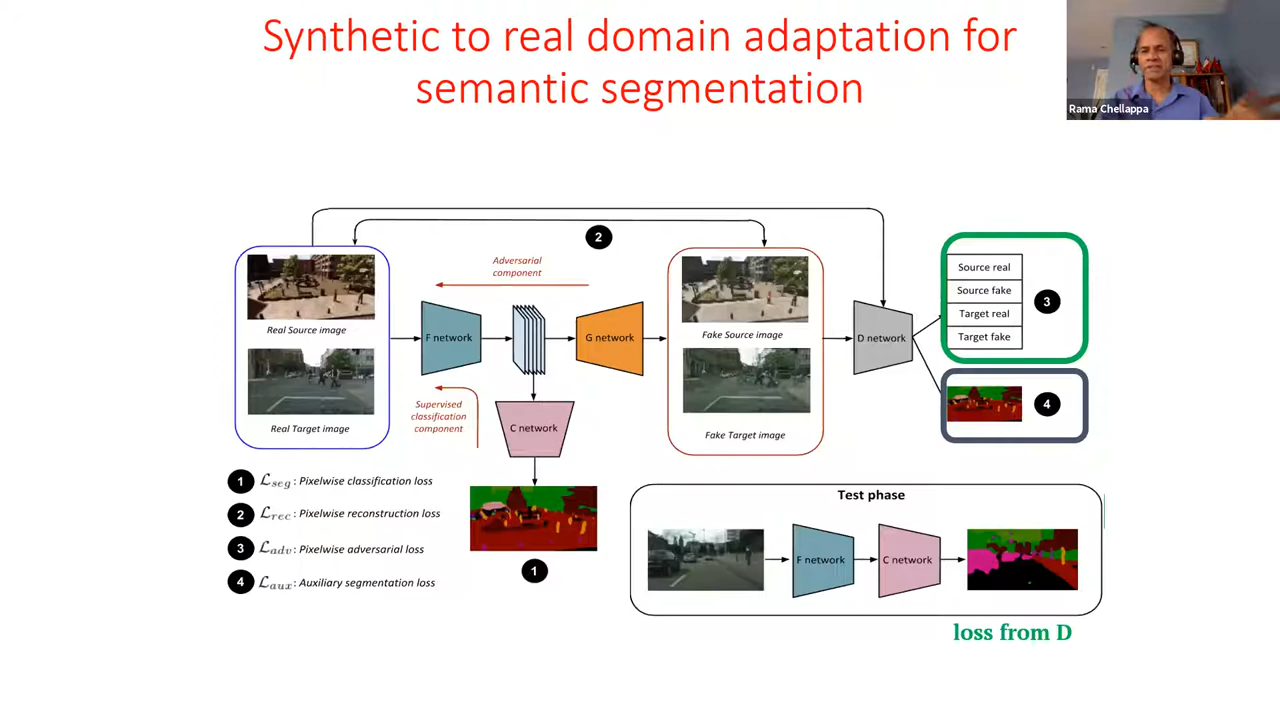 Synthetic to real domain adaptation for
semantic segmentation
Rama Chellappa
2
Adversarial
component
Real Source image
Real Target image
F network
G network
Supervised
classification
component
C network
1
Fake Source image
Fake Target image
D network
Source real
Source fake
Target real
Target fake
3
4
1 ℒseg : Pixelwise classification loss
2 ℒrec : Pixelwise reconstruction loss
3 ℒadv : Pixelwise adversarial loss
4 ℒaux : Auxiliary segmentation loss
Test phase
F network
C network
loss from D